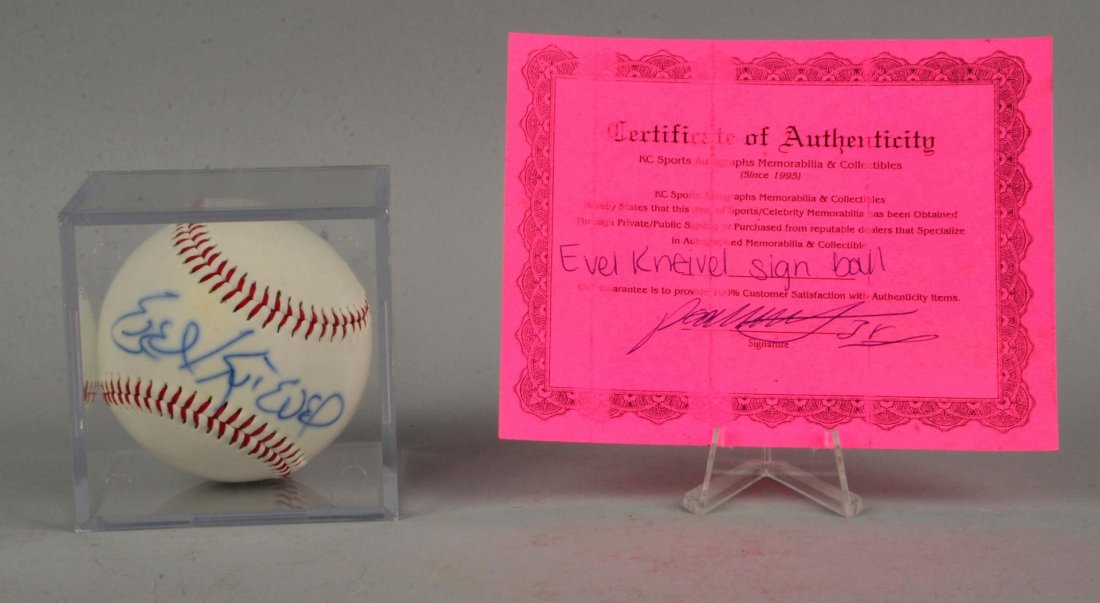 Evel Knievel
Certificate of Authenticity
KC Sports Autographs Memorabilia & Collectibles
(Since 1995)
KC Sports Autographs Memorabilia & Collectibles
Hereby States that this item of Sports/Celebrity Memorabilia has been Obtained
Through Private/Public Signing or Purchased from reputable dealers that Specialize
in Autographed Memorabilia & Collectible
Evel Kneivel sign ball
Our Guarantee is to provide 100% Customer Satisfaction with Authenticity Items.
Jr
Signature